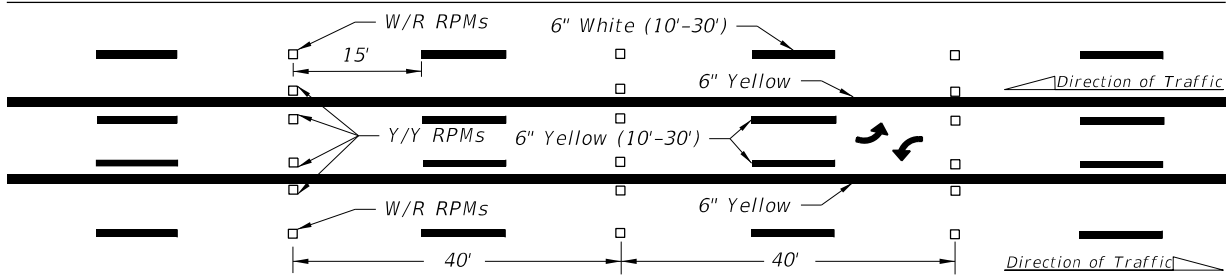 W/R RPMs
6" White (10'-30')
15'
6" Yellow
Direction of Traffic
Y/Y RPMs
6" Yellow (10'-30')
W/R RPMs
6" Yellow
40'
40'
Direction of Traffic